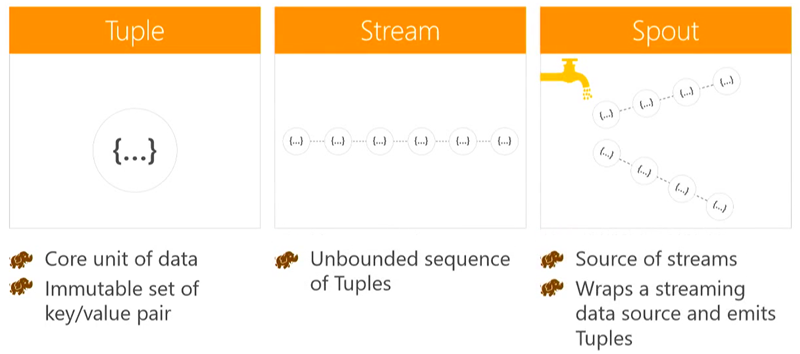 Tuple
{...}
Core unit of data
Immutable set of
key/value pair
Stream
{...} {...} {...} {...} {...} {...}
Unbounded sequence
of Tuples
Spout
{...} {...} {...} {...}
{...} {...} {...} {...}
Source of streams
Wraps a streaming
data source and emits
Tuples